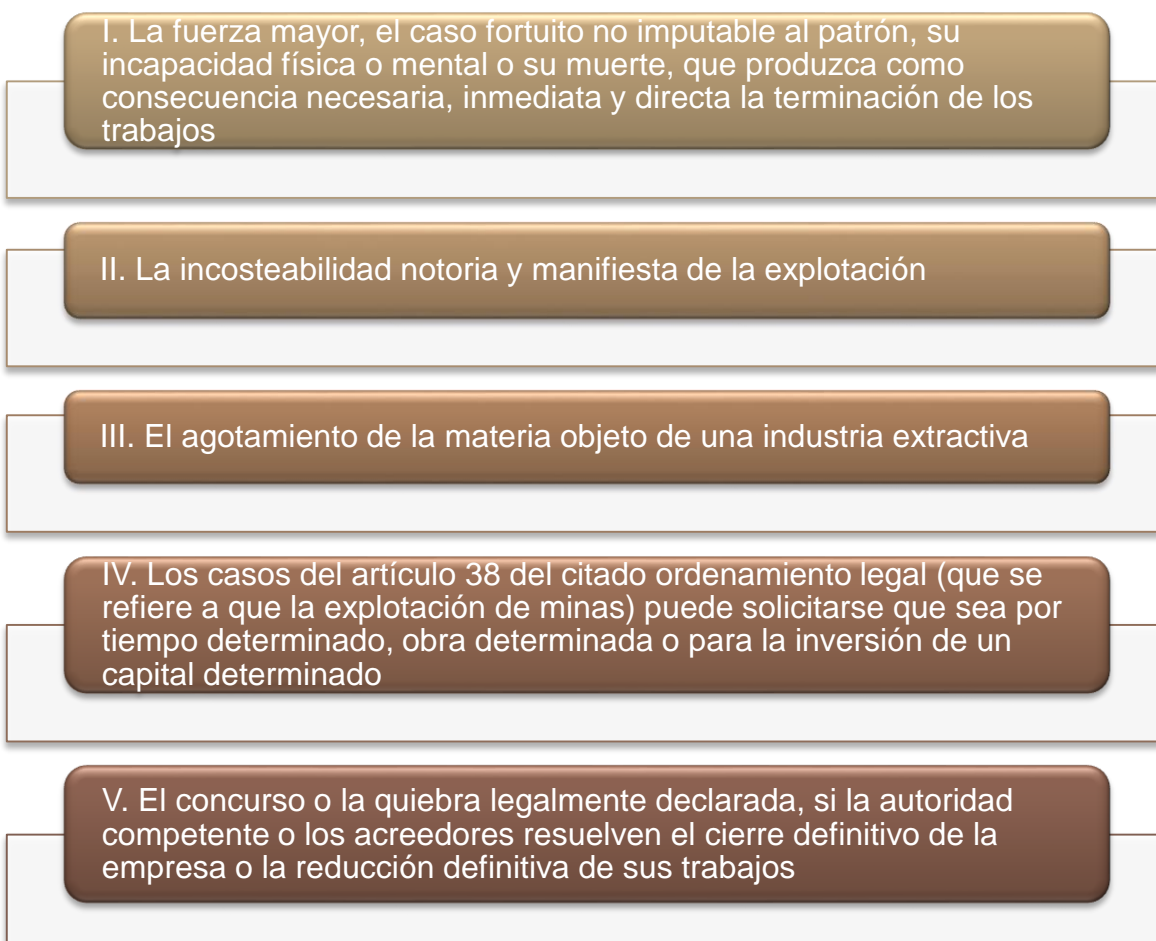 I. La fuerza mayor, el caso fortuito no imputable al patrón, su
incapacidad física o mental o su muerte, que produzca como
consecuencia necesaria, inmediata y directa la terminación de los
trabajos
II. La incosteabilidad notoria y manifiesta de la explotación
III. El agotamiento de la materia objeto de una industria extractiva
IV. Los casos del artículo 38 del citado ordenamiento legal (que se
refiere a que la explotación de minas) puede solicitarse que sea por
tiempo determinado, obra determinada o para la inversión de un
capital determinado
V. El concurso o la quiebra legalmente declarada, si la autoridad
competente o los acreedores resuelven el cierre definitivo de la
empresa o la reducción definitiva de sus trabajos